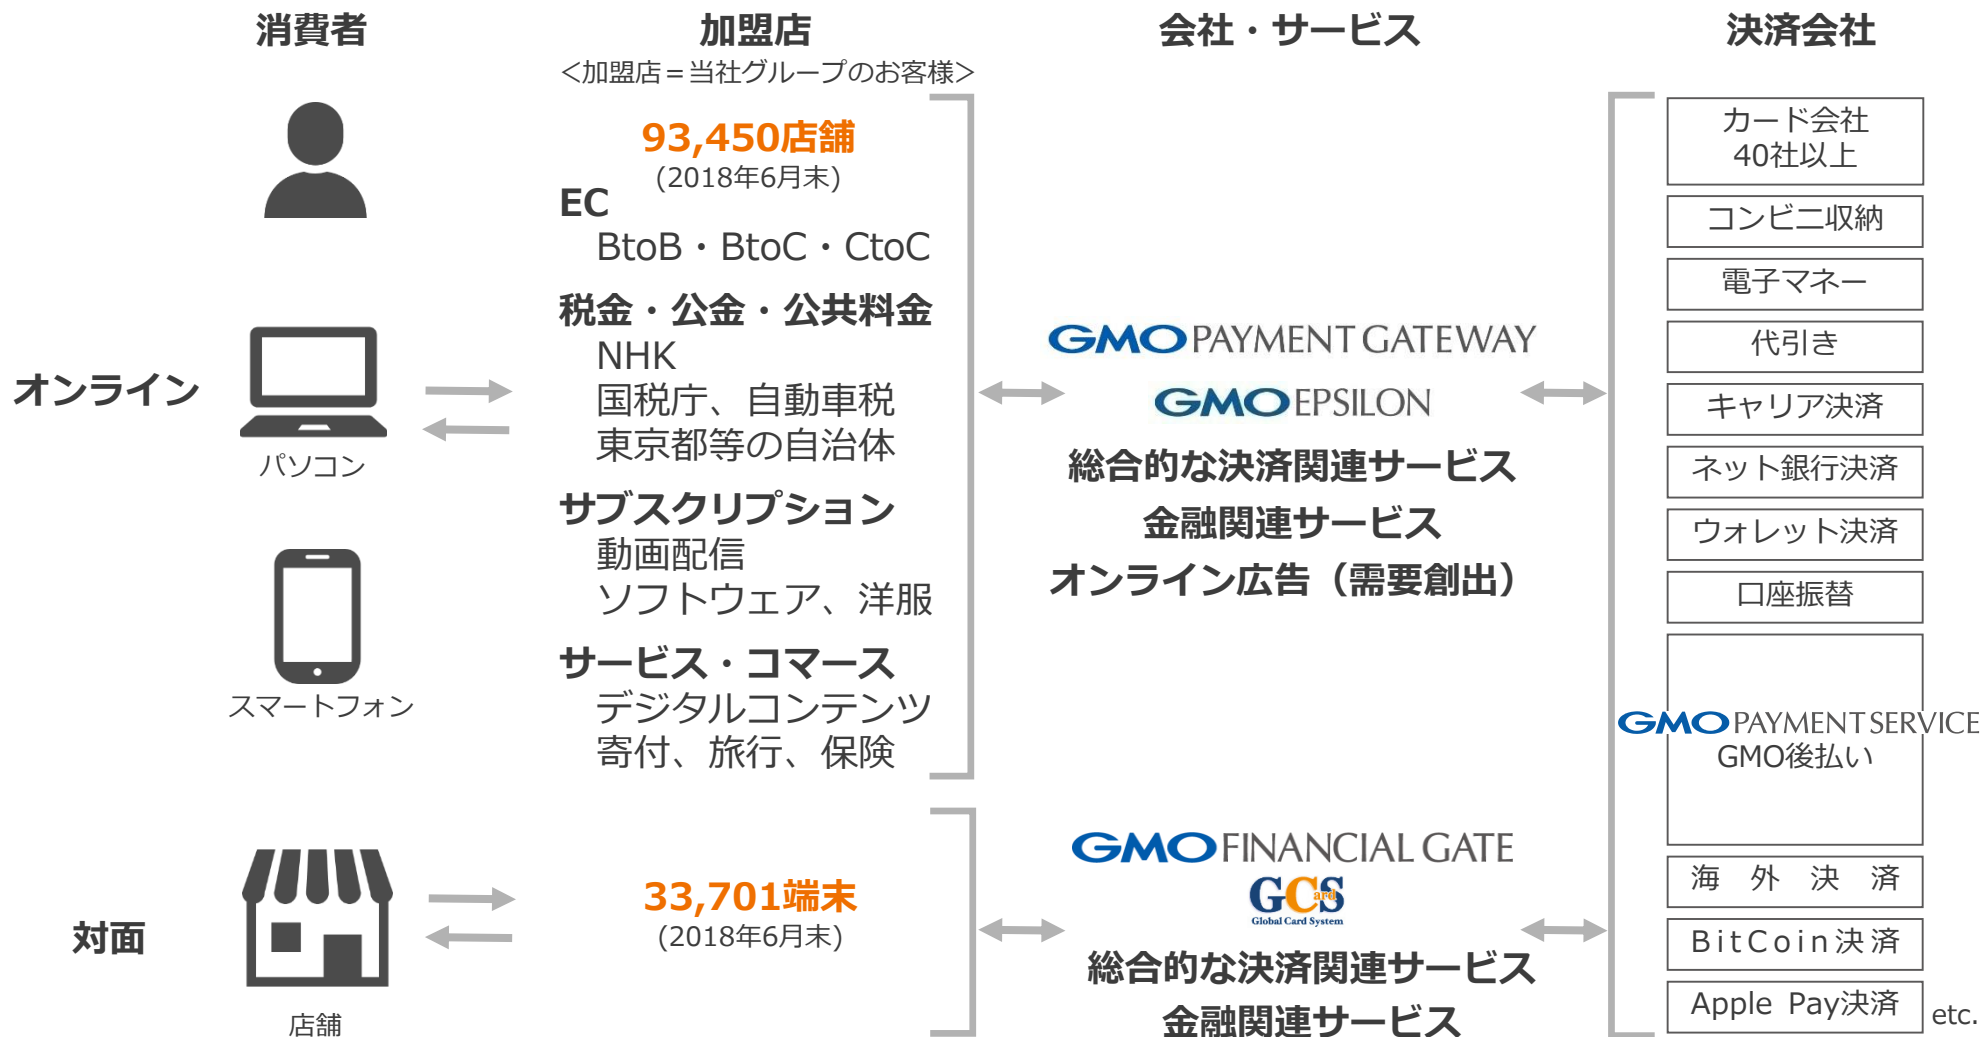 消費者
加盟店
<加盟店=当社グループのお客様>
会社・サービス
決済会社
オンライン
パソコン
スマートフォン
93,450店舗
(2018年6月末)
EC
BtoB・BtoC・CtoC
税金・公金・公共料金
NHK
国税庁、自動車税
東京都等の自治体
サブスクリプション
動画配信
ソフトウェア、洋服
サービス・コマース
デジタルコンテンツ
寄付、旅行、保険
GMO PAYMENT GATEWAY
GMO EPSILON
総合的な決済関連サービス
金融関連サービス
オンライン広告（需要創出）
対面
店舗
33,701端末
(2018年6月末)
GMO FINANCIAL GATE
GCardS
Global Card System
総合的な決済関連サービス
金融関連サービス
カード会社
40社以上
コンビニ収納
電子マネー
代引き
キャリア決済
ネット銀行決済
ウォレット決済
口座振替
GMO PAYMENT SERVICE
GMO後払い
海外決済
BitCoin決済
Apple Pay決済
etc.